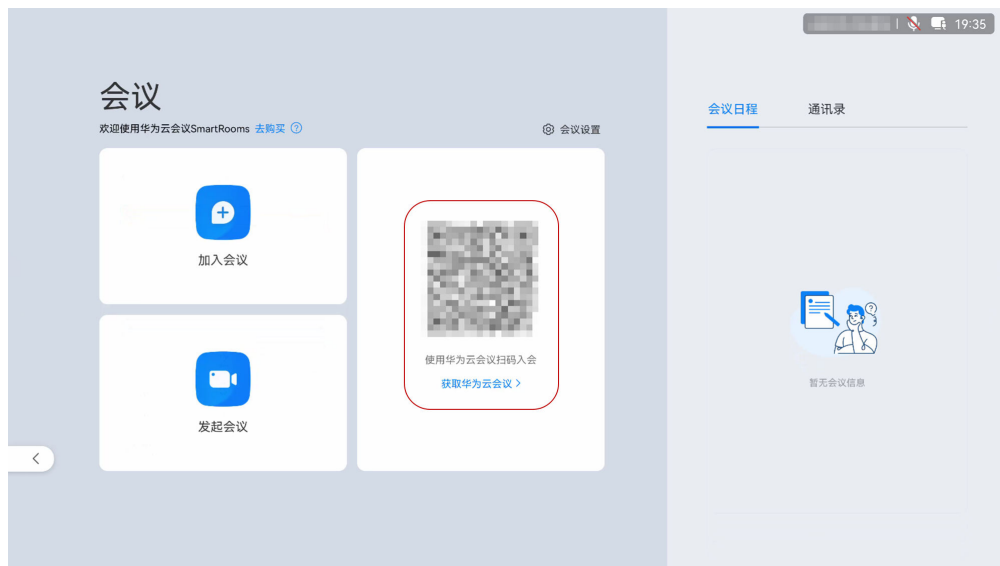 19:35
会议
欢迎使用华为云会议SmartRooms 去购买 ?
会议设置
加入会议
发起会议
使用华为云会议扫码入会
获取华为云会议 >
会议日程 通讯录
暂无会议信息